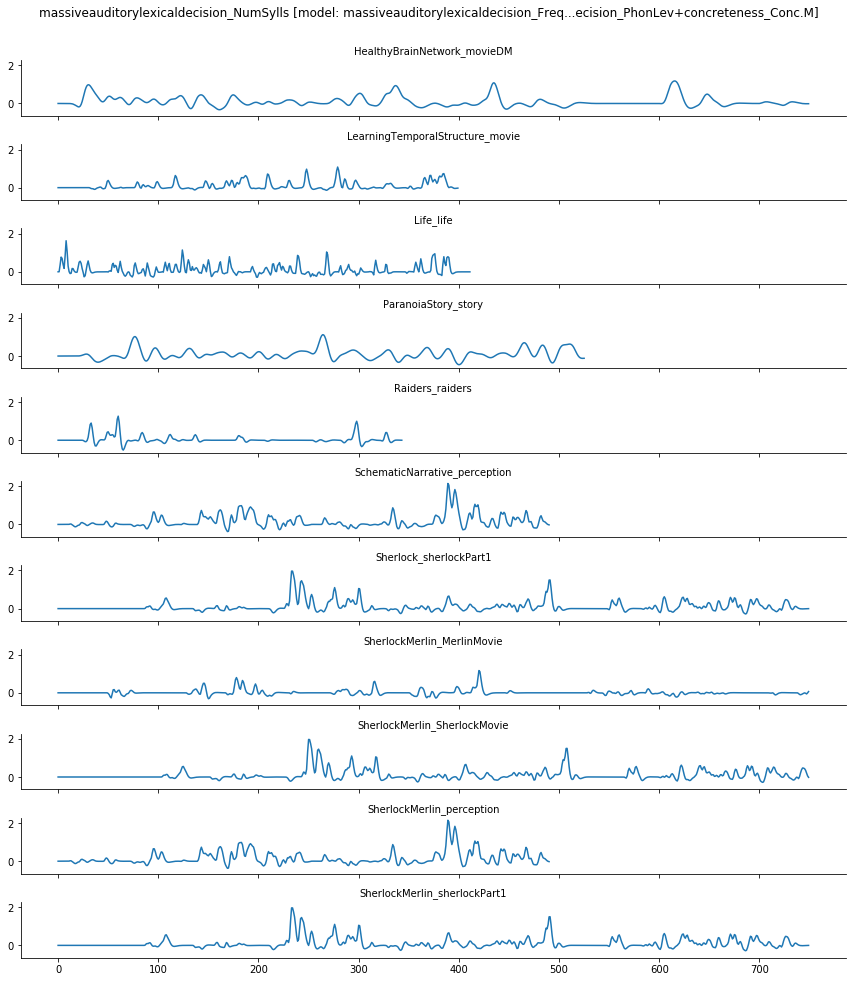 massiveauditorylexicaldecision_NumSylls [model: massiveauditorylexicaldecision_Freq...ecision_PhonLev+concreteness_Conc.M]
HealthyBrainNetwork_movieDM
2
0
LearningTemporalStructure_movie
2
0
Life_life
2
0
ParanoiaStory_story
2
0
Raiders_raiders
2
0
SchematicNarrative_perception
2
0
Sherlock_sherlockPart1
2
0
SherlockMerlin_MerlinMovie
2
0
SherlockMerlin_SherlockMovie
2
0
SherlockMerlin_perception
2
0
SherlockMerlin_sherlockPart1
2
0
0 100 200 300 400 500 600 700